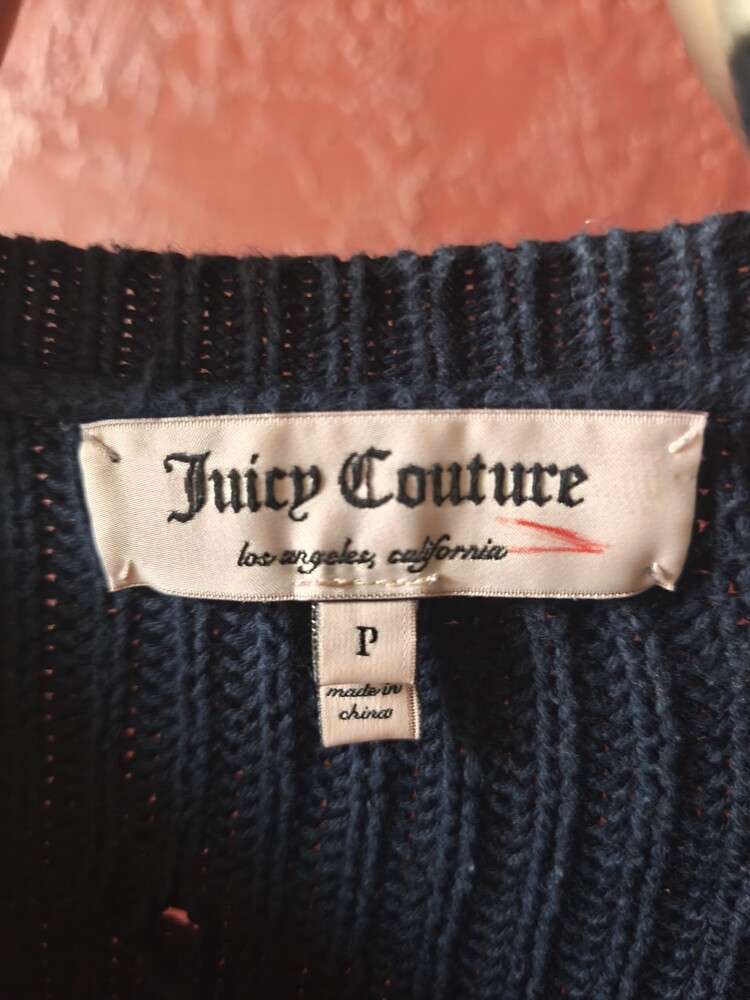 Juicy Couture
los angeles, california
P
made in
china